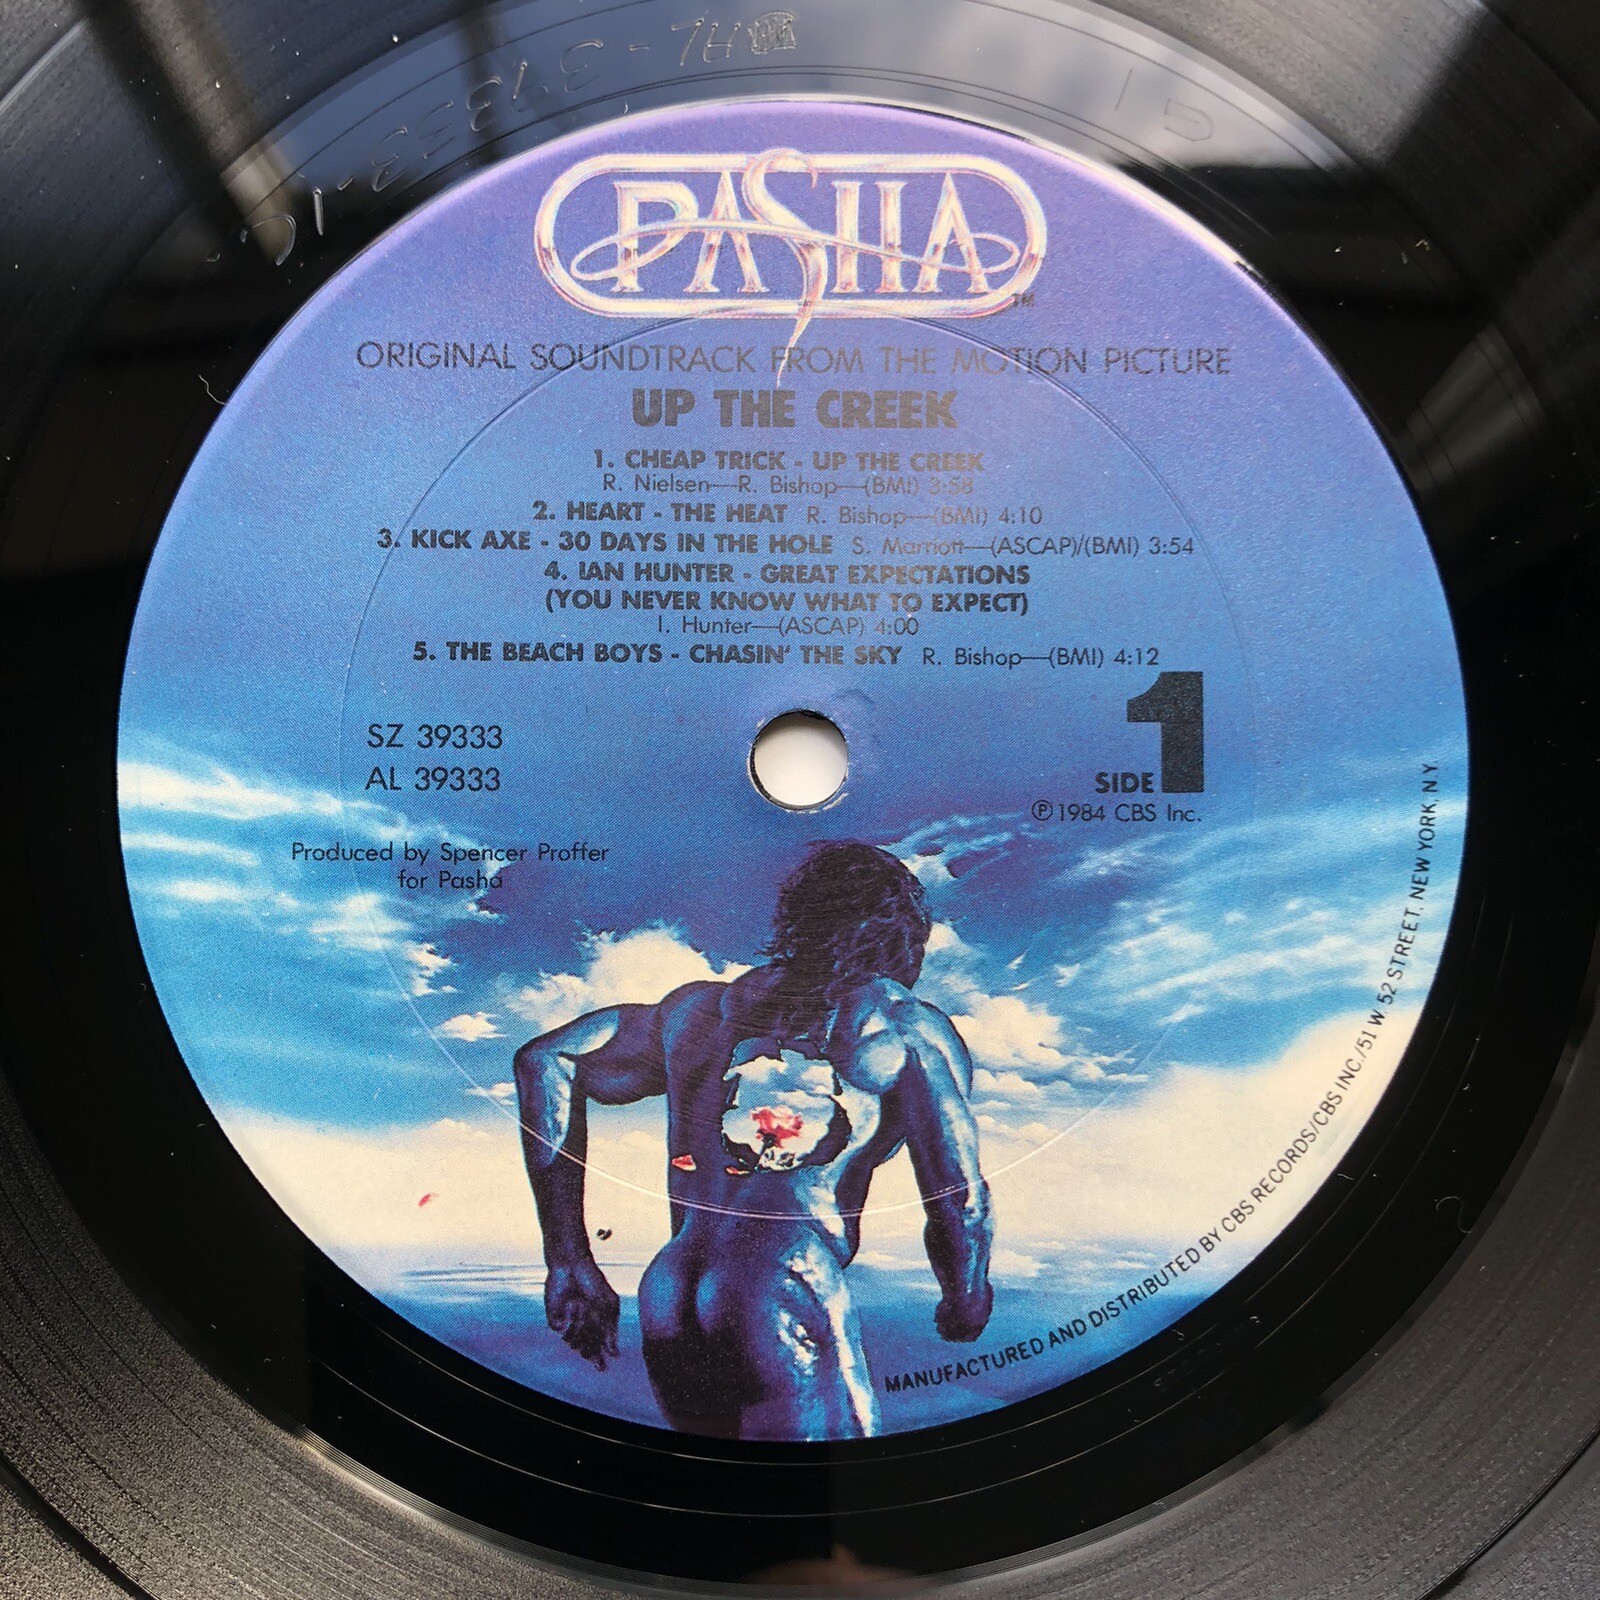 PASHA
TM
ORIGINAL SOUNDTRACK FROM THE MOTION PICTURE
UP THE CREEK
1. CHEAP TRICK - UP THE CREEK
R. Nielsen—R. Bishop—(BMI) 3:58
2. HEART - THE HEAT R. Bishop—(BMI) 4:10
3. KICK AXE - 30 DAYS IN THE HOLE S. Marriott—(ASCAP)/(BMI) 3:54
4. IAN HUNTER - GREAT EXPECTATIONS
(YOU NEVER KNOW WHAT TO EXPECT)
I. Hunter—(ASCAP) 4:00
5. THE BEACH BOYS - CHASIN' THE SKY R. Bishop—(BMI) 4:12
SZ 39333
AL 39333
SIDE 1
℗ 1984 CBS Inc.
Produced by Spencer Proffer
for Pasha
MANUFACTURED AND DISTRIBUTED BY CBS RECORDS/CBS INC./51 W. 52 STREET, NEW YORK, N.Y.